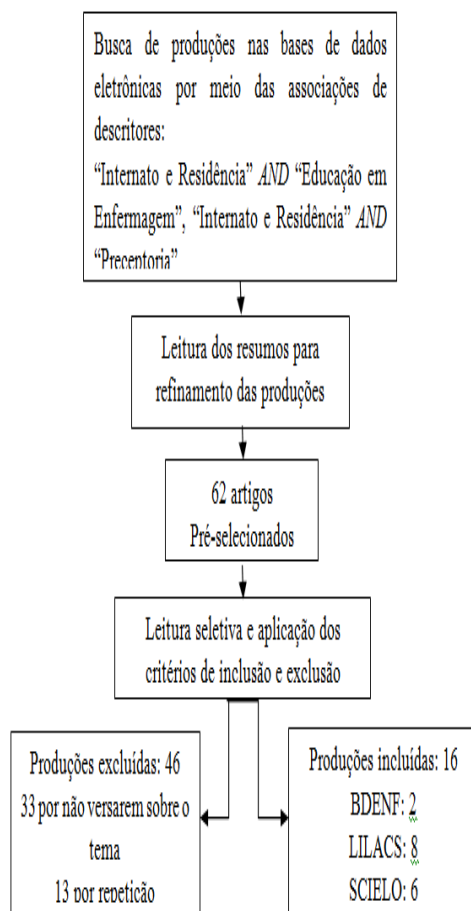 Busca de produções nas bases de dados
eletrônicas por meio das associações de
descritores:
“Internato e Residência” AND “Educação em
Enfermagem”, “Internato e Residência” AND
“Preceptoria”
Leitura dos resumos para
refinamento das produções
62 artigos
Pré-selecionados
Leitura seletiva e aplicação dos
critérios de inclusão e exclusão
Produções excluídas: 46
33 por não versarem sobre o
tema
13 por repetição
Produções incluídas: 16
BDENF: 2
LILACS: 8
SCIELO: 6